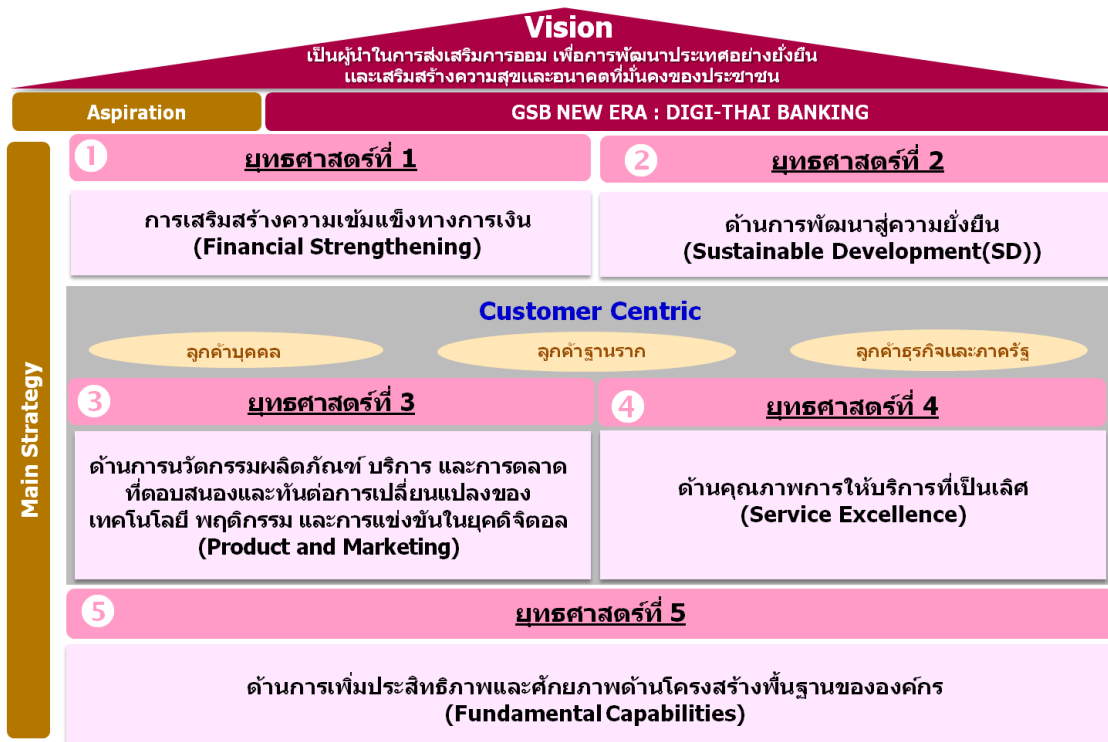 Vision
เป็นผู้นำในการส่งเสริมการออม เพื่อการพัฒนาประเทศอย่างยั่งยืน
และเสริมสร้างความสุขและอนาคตที่มั่นคงของประชาชน
Aspiration
GSB NEW ERA : DIGI-THAI BANKING
Main Strategy
1
ยุทธศาสตร์ที่ 1
การเสริมสร้างความเข้มแข็งทางการเงิน
(Financial Strengthening)
2
ยุทธศาสตร์ที่ 2
ด้านการพัฒนาสู่ความยั่งยืน
(Sustainable Development(SD))
Customer Centric
ลูกค้าบุคคล
ลูกค้าฐานราก
ลูกค้าธุรกิจและภาครัฐ
3
ยุทธศาสตร์ที่ 3
ด้านการนวัตกรรมผลิตภัณฑ์ บริการ และการตลาด
ที่ตอบสนองและทันต่อการเปลี่ยนแปลงของ
เทคโนโลยี พฤติกรรม และการแข่งขันในยุคดิจิตอล
(Product and Marketing)
4
ยุทธศาสตร์ที่ 4
ด้านคุณภาพการให้บริการที่เป็นเลิศ
(Service Excellence)
5
ยุทธศาสตร์ที่ 5
ด้านการเพิ่มประสิทธิภาพและศักยภาพด้านโครงสร้างพื้นฐานขององค์กร
(Fundamental Capabilities)